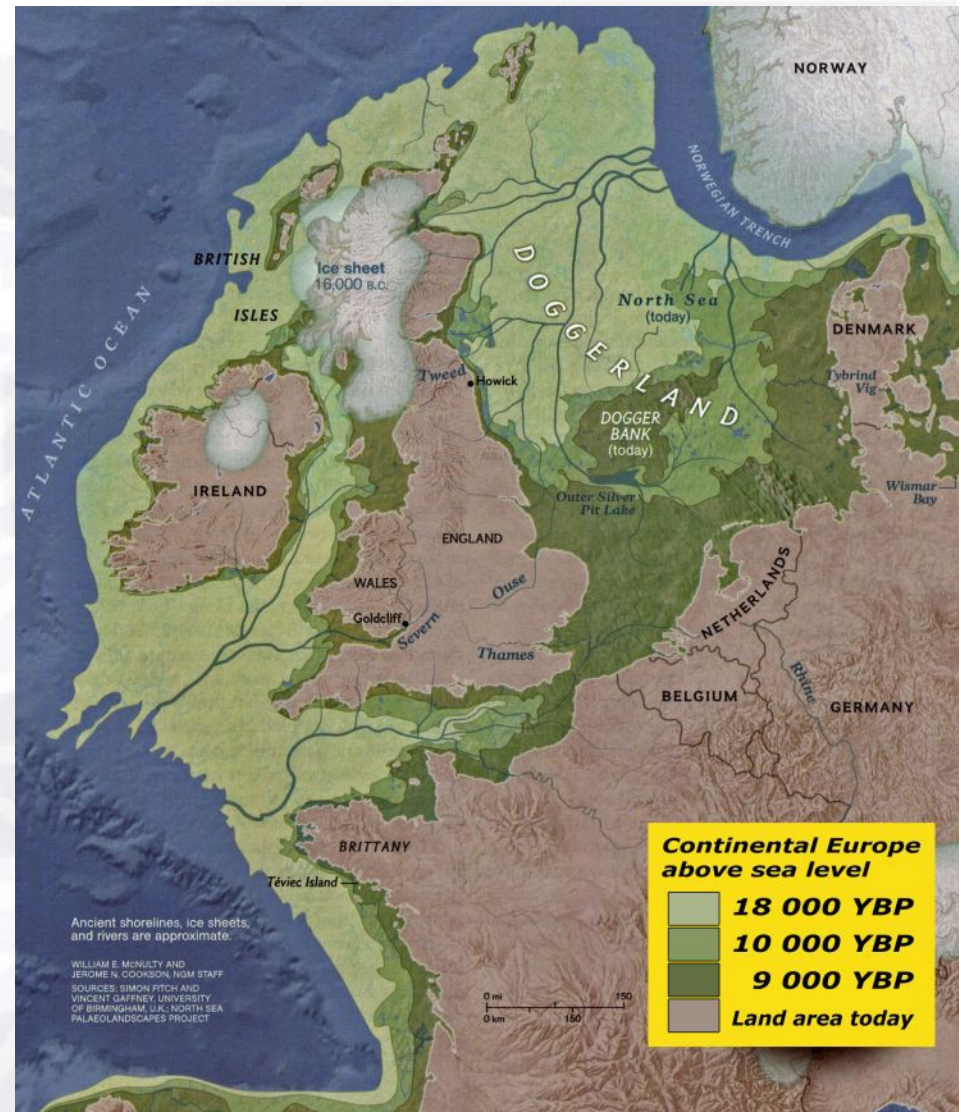 NORWAY
NORWEGIAN TRENCH
BRITISH
ISLES
Ice sheet
16,000 B.C.
ATLANTIC OCEAN
DOGGERLAND
North Sea
(today)
DENMARK
Tybrind
Vig
Tweed
Howick
DOGGER
BANK
(today)
IRELAND
Outer Silver
Pit Lake
Wismar
Bay
ENGLAND
WALES
Ouse
Goldcliff
Severn
Thames
NETHERLANDS
Rhine
BELGIUM
GERMANY
BRITTANY
Téviec Island
Ancient shorelines, ice sheets,
and rivers are approximate.
WILLIAM E. McNULTY AND
JEROME N. COOKSON, NGM STAFF
SOURCES: SIMON FITCH AND
VINCENT GAFFNEY, UNIVERSITY
OF BIRMINGHAM, U.K.; NORTH SEA
PALAEOLANDSCAPES PROJECT
0 mi 150
0 km 150
Continental Europe
above sea level
18 000 YBP
10 000 YBP
9 000 YBP
Land area today